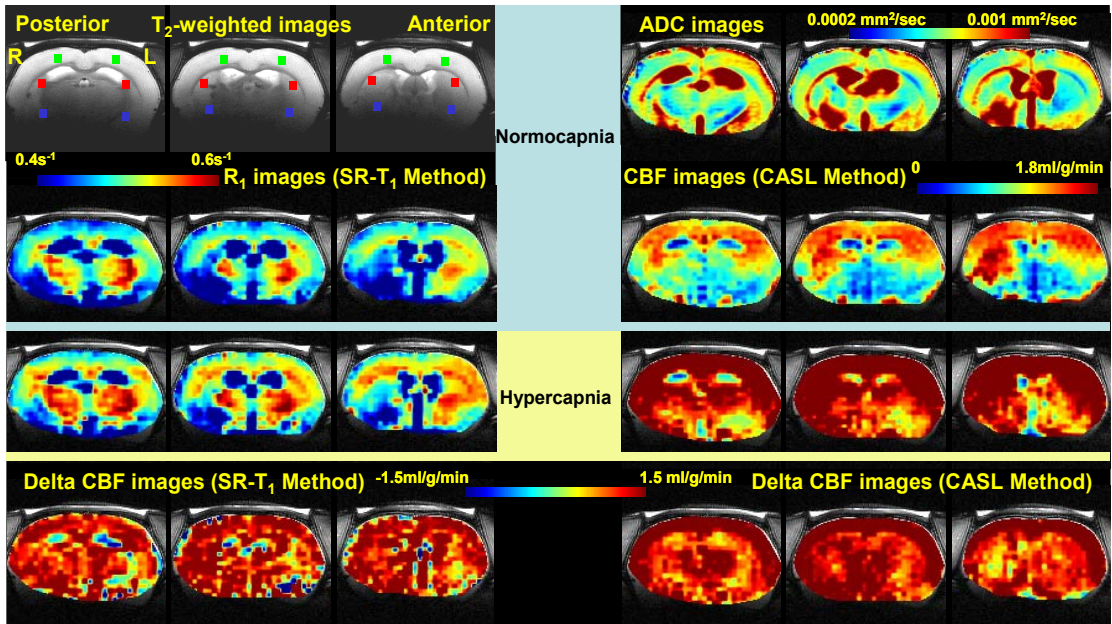 Posterior T₂-weighted images Anterior
R L
ADC images
0.0002 mm²/sec 0.001 mm²/sec
Normocapnia
0.4s⁻¹ 0.6s⁻¹
R₁ images (SR-T₁ Method)
CBF images (CASL Method)
0 1.8ml/g/min
Hypercapnia
Delta CBF images (SR-T₁ Method)
-1.5ml/g/min 1.5 ml/g/min
Delta CBF images (CASL Method)